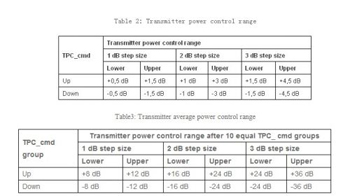 Table 2: Transmitter power control range
TPC_cmd Transmitter power control range
1 dB step size 2 dB step size 3 dB step size
Lower Upper Lower Upper Lower Upper
Up +0,5 dB +1,5 dB +1 dB +3 dB +1,5 dB +4,5 dB
Down -0,5 dB -1,5 dB -1 dB -3 dB -1,5 dB -4,5 dB
Table3: Transmitter average power control range
TPC_cmd group Transmitter power control range after 10 equal TPC_ cmd groups
1 dB step size 2 dB step size 3 dB step size
Lower Upper Lower Upper Lower Upper
Up +8 dB +12 dB +16 dB +24 dB +24 dB +36 dB
Down -8 dB -12 dB -16 dB -24 dB -24 dB -36 dB